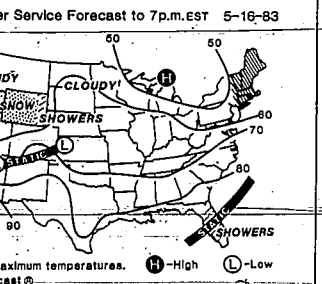 er Service Forecast to 7p.m. EST 5-16-83
50 50
H
DY CLOUDY
SNOW SHOWERS
60
70
STATIC L
80
STATIC
SHOWERS
90
aximum temperatures. H -High L -Low
cast ®